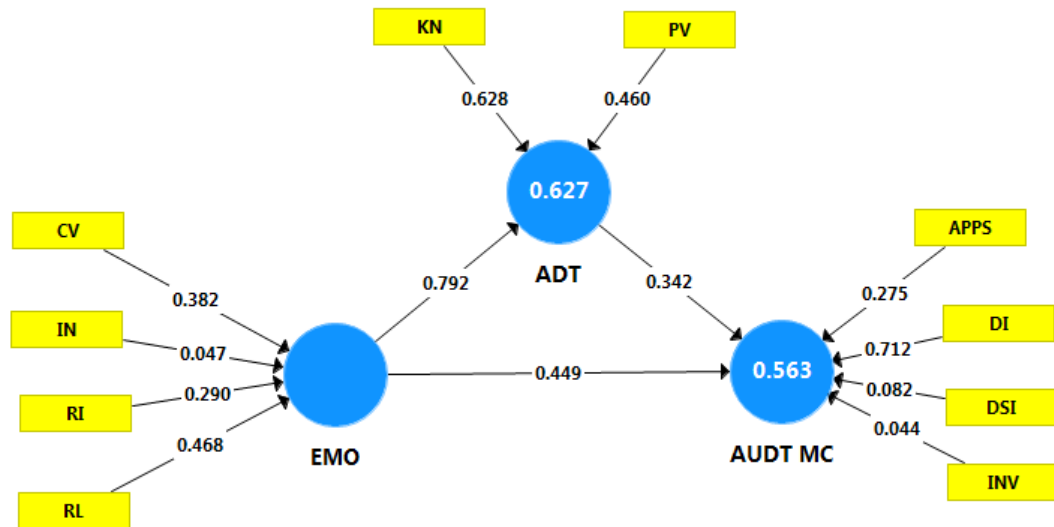 KN
PV
0.628
0.460
0.627
ADT
CV
0.382
IN
0.047
RI
0.290
RL
0.468
EMO
0.792
0.342
0.449
APPS
0.275
DI
0.712
0.563
0.082
DSI
0.044
INV
AUDT MC